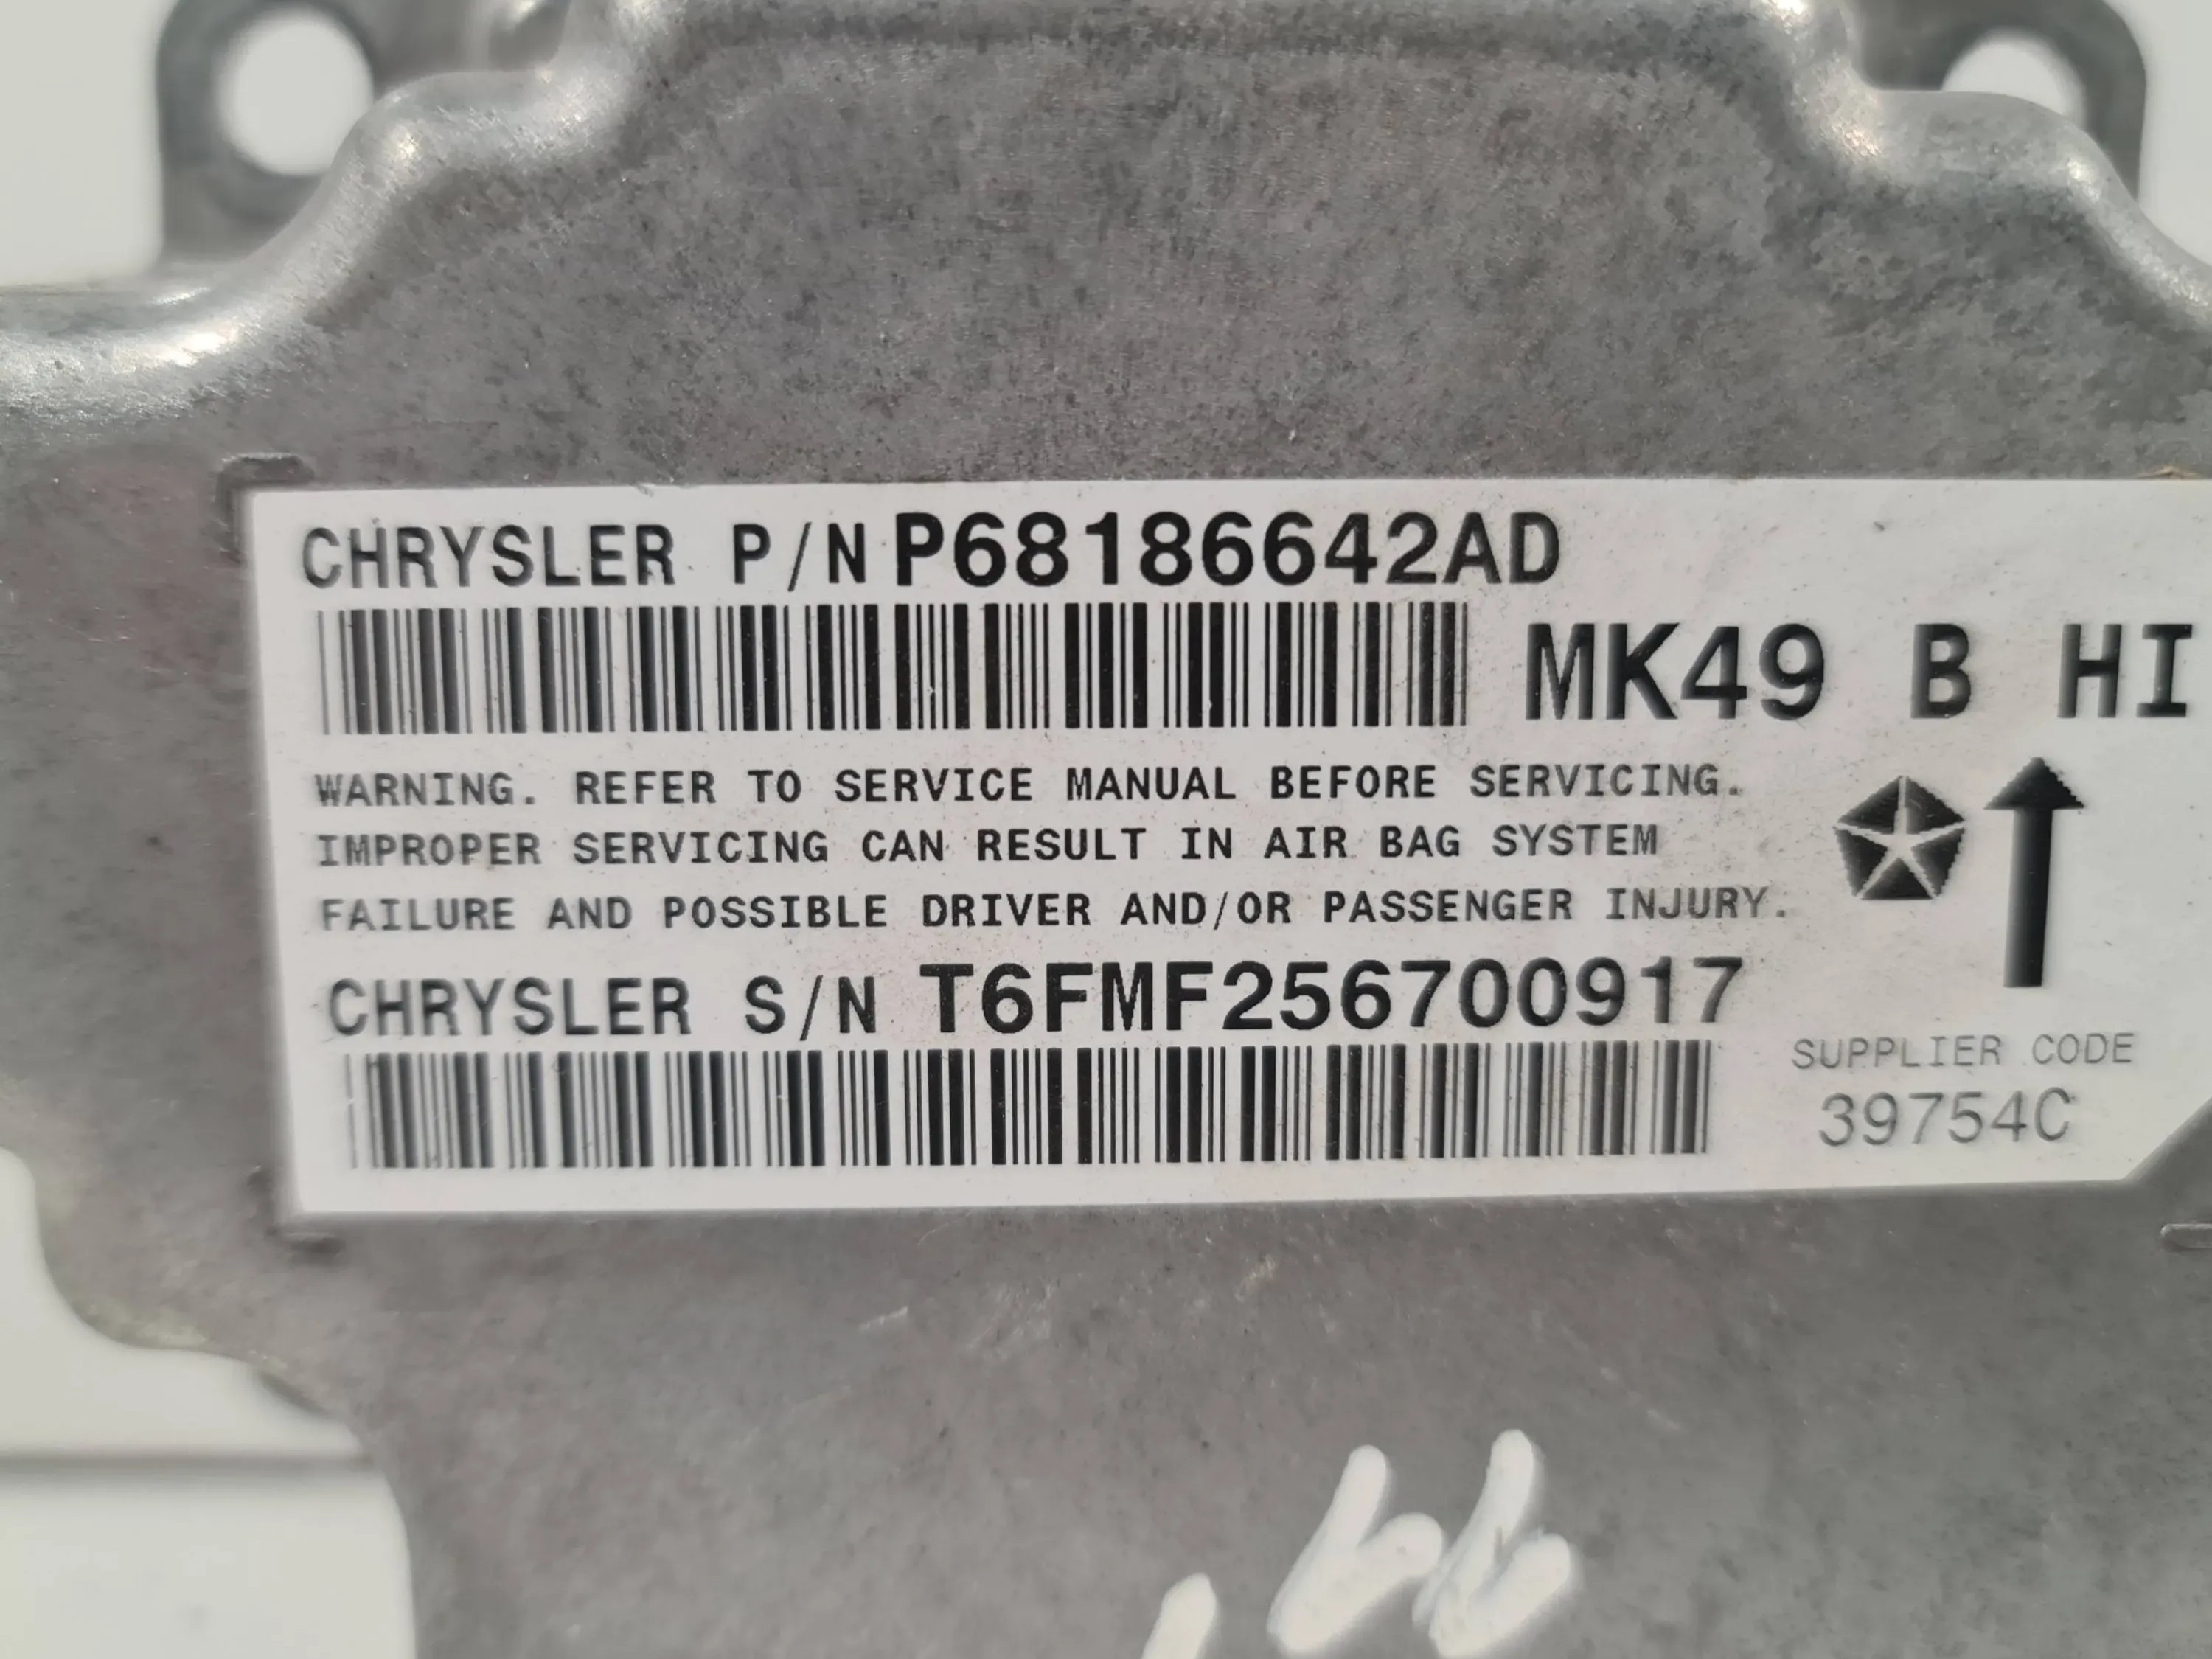 CHRYSLER P/N P68186642AD
MK49 B HI
WARNING. REFER TO SERVICE MANUAL BEFORE SERVICING.
IMPROPER SERVICING CAN RESULT IN AIR BAG SYSTEM
FAILURE AND POSSIBLE DRIVER AND/OR PASSENGER INJURY.
CHRYSLER S/N T6FMF256700917
SUPPLIER CODE
39754C